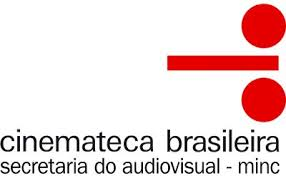 cinemateca brasileira
secretaria do audiovisual - minc